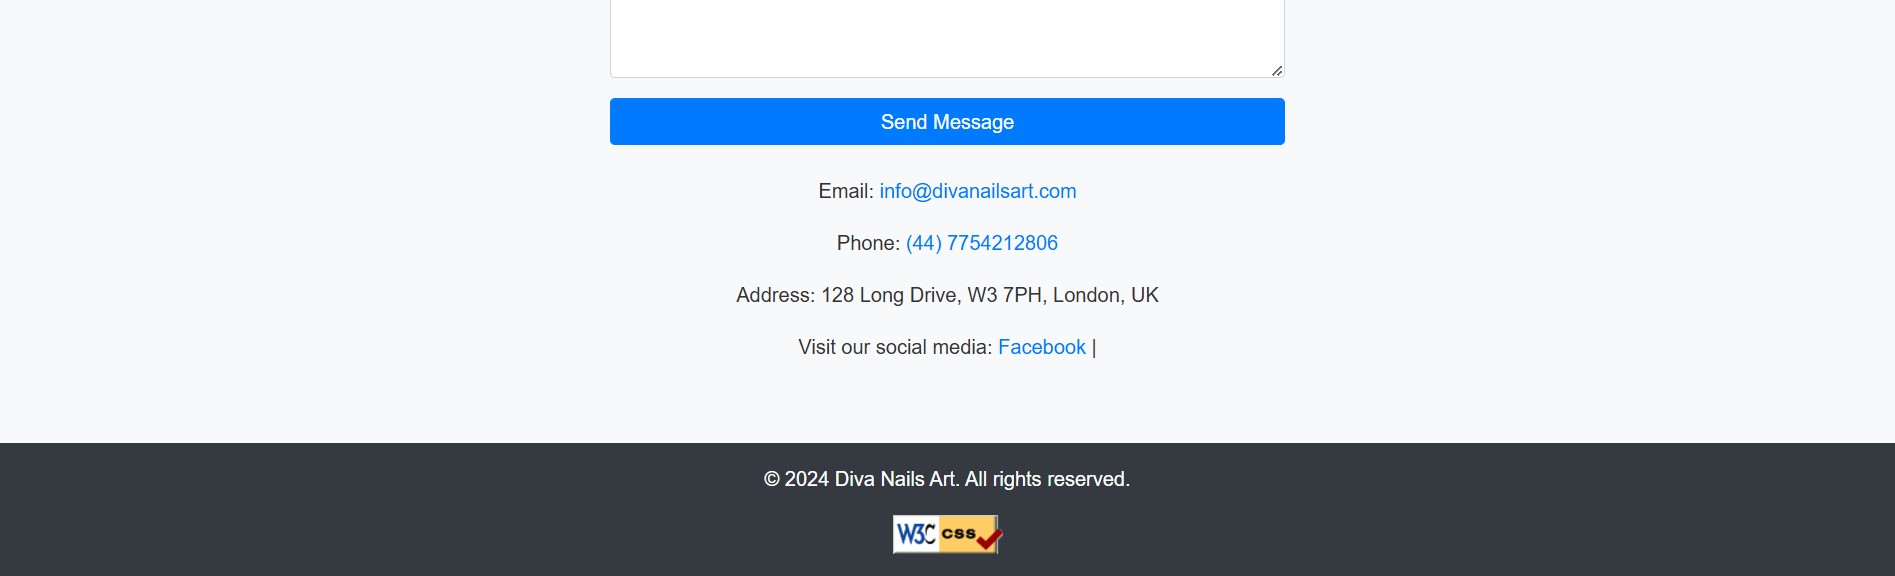 Send Message
Email: info@divanailsart.com
Phone: (44) 7754212806
Address: 128 Long Drive, W3 7PH, London, UK
Visit our social media: Facebook |
© 2024 Diva Nails Art. All rights reserved.
W3C css